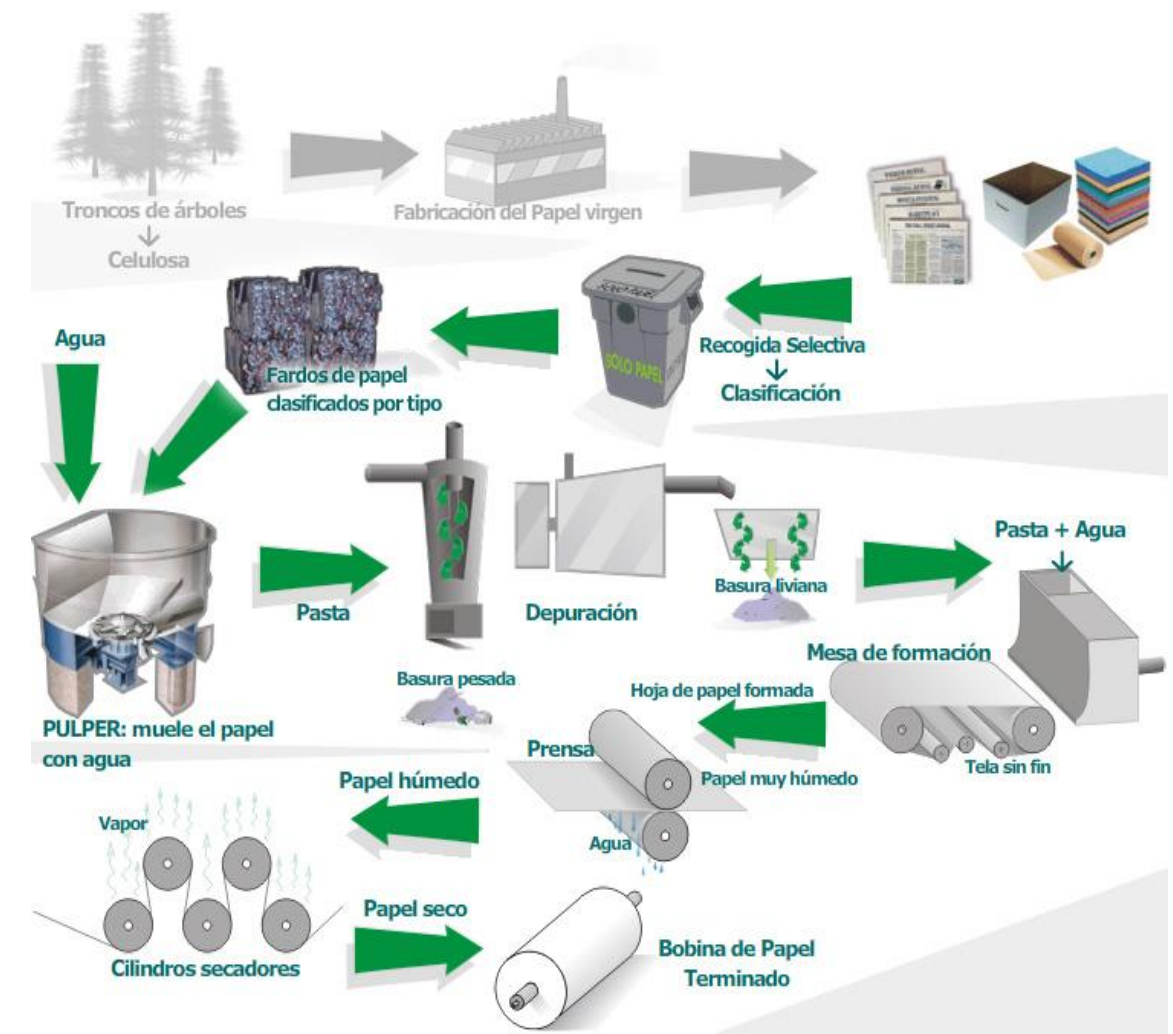 Troncos de árboles
Celulosa
Fabricación del Papel virgen
SOLO PAPEL
SOLO PAPEL
Recogida Selectiva
Clasificación
Fardos de papel
clasificados por tipo
Agua
PULPER: muele el papel
con agua
Pasta
Basura pesada
Depuración
Basura liviana
Pasta + Agua
Mesa de formación
Tela sin fin
Hoja de papel formada
Papel muy húmedo
Prensa
Agua
Papel húmedo
Vapor
Cilindros secadores
Papel seco
Bobina de Papel
Terminado